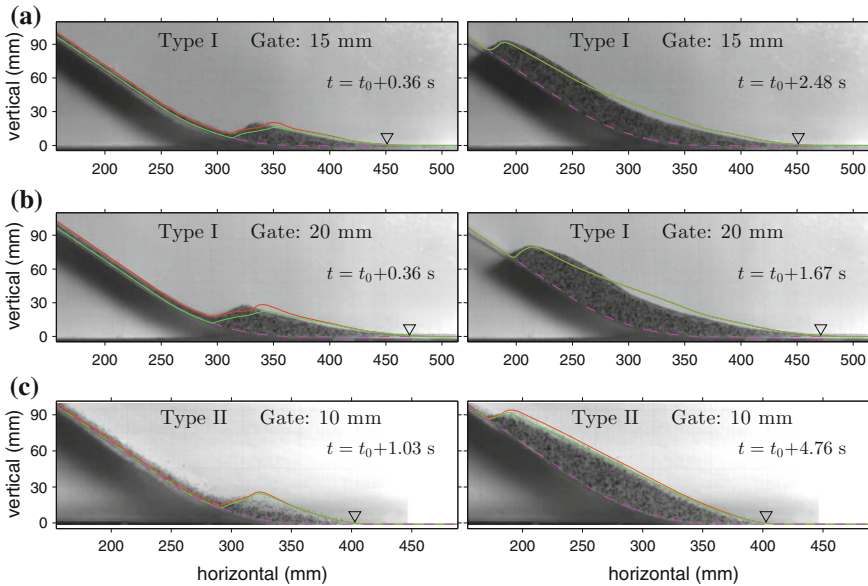 (a)
Type I Gate: 15 mm
t = t₀+0.36 s
Type I Gate: 15 mm
t = t₀+2.48 s
vertical (mm)
90
60
30
0
200 250 300 350 400 450 500
200 250 300 350 400 450 500
(b)
Type I Gate: 20 mm
t = t₀+0.36 s
Type I Gate: 20 mm
t = t₀+1.67 s
vertical (mm)
90
60
30
0
200 250 300 350 400 450 500
200 250 300 350 400 450 500
(c)
Type II Gate: 10 mm
t = t₀+1.03 s
Type II Gate: 10 mm
t = t₀+4.76 s
vertical (mm)
90
60
30
0
200 250 300 350 400 450
200 250 300 350 400 450
horizontal (mm)
horizontal (mm)